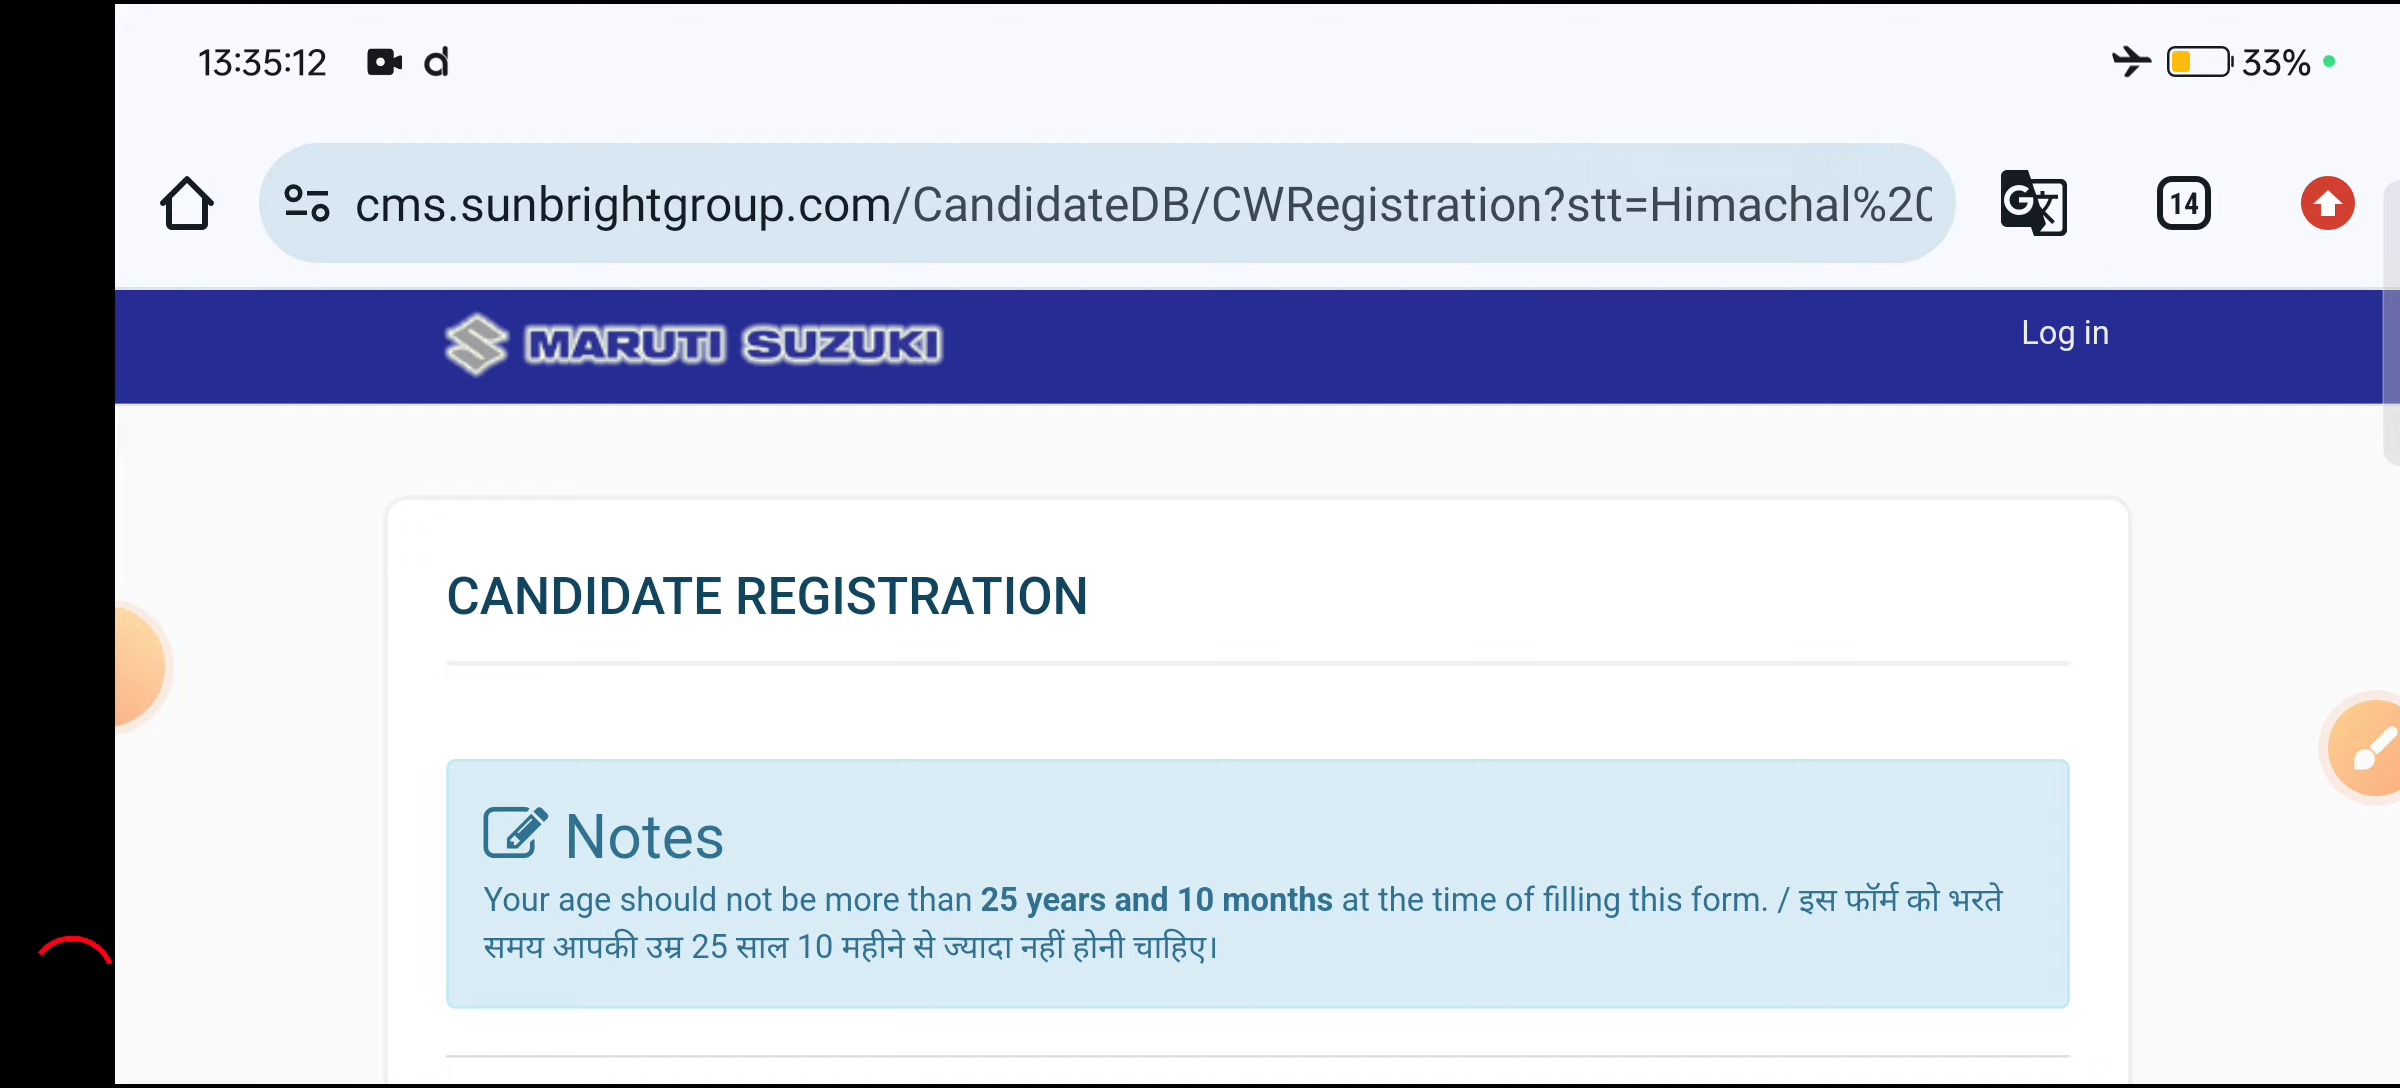 13:35:12
33%
cms.sunbrightgroup.com/CandidateDB/CWRegistration?stt=Himachal%20
14
MARUTI SUZUKI
Log in
CANDIDATE REGISTRATION
Notes
Your age should not be more than 25 years and 10 months at the time of filling this form. / इस फॉर्म को भरते
समय आपकी उम्र 25 साल 10 महीने से ज्यादा नहीं होनी चाहिए।